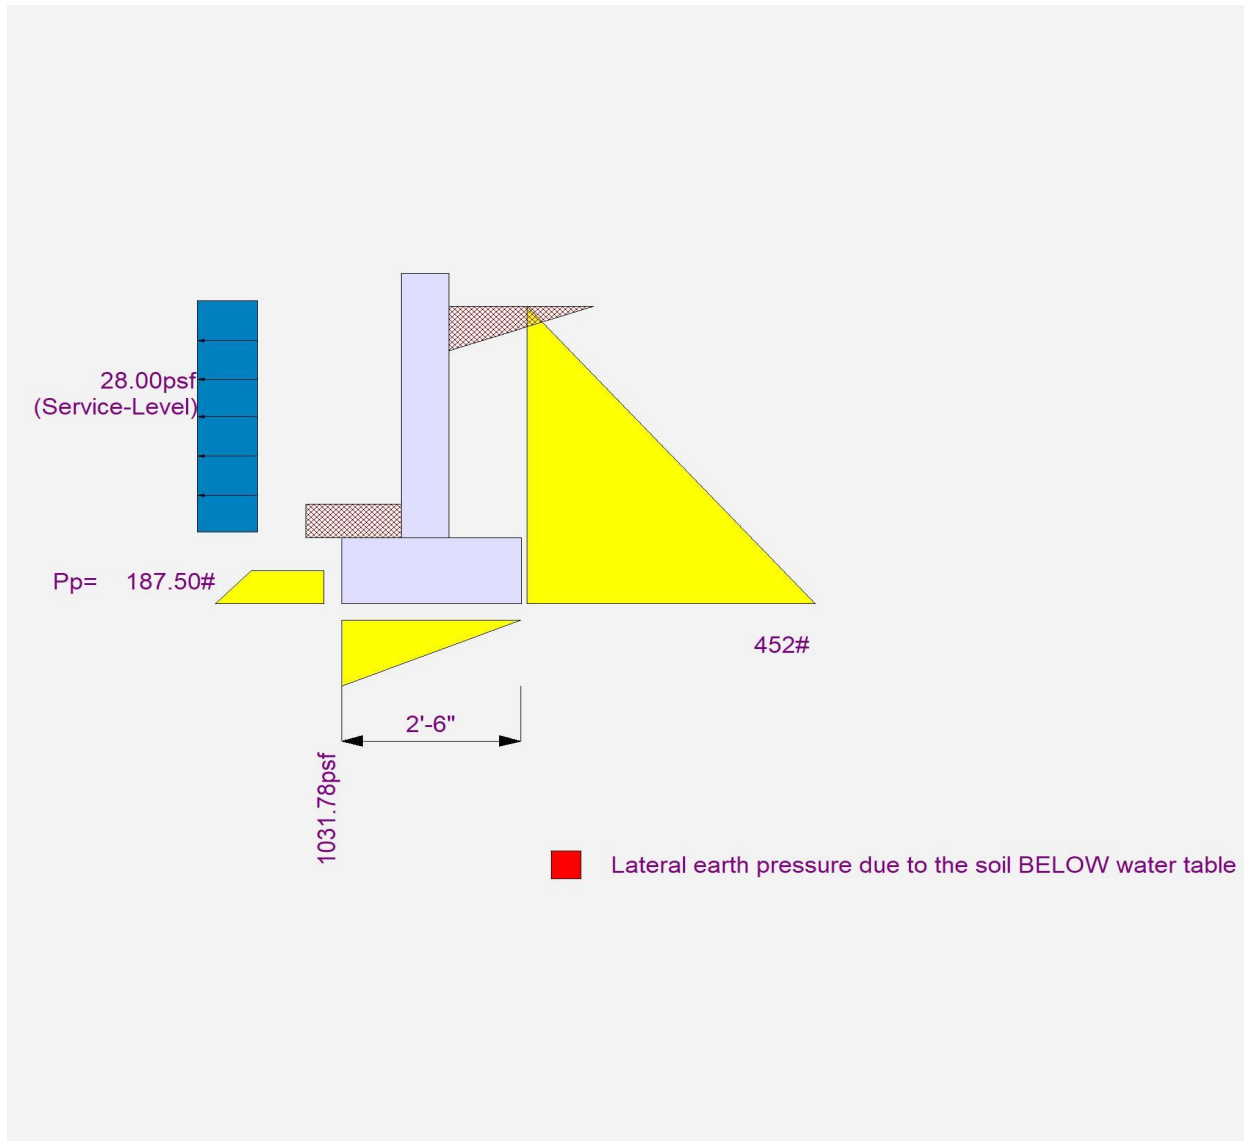 28.00psf
(Service-Level)
Pp= 187.50#
452#
2'-6"
1031.78psf
Lateral earth pressure due to the soil BELOW water table